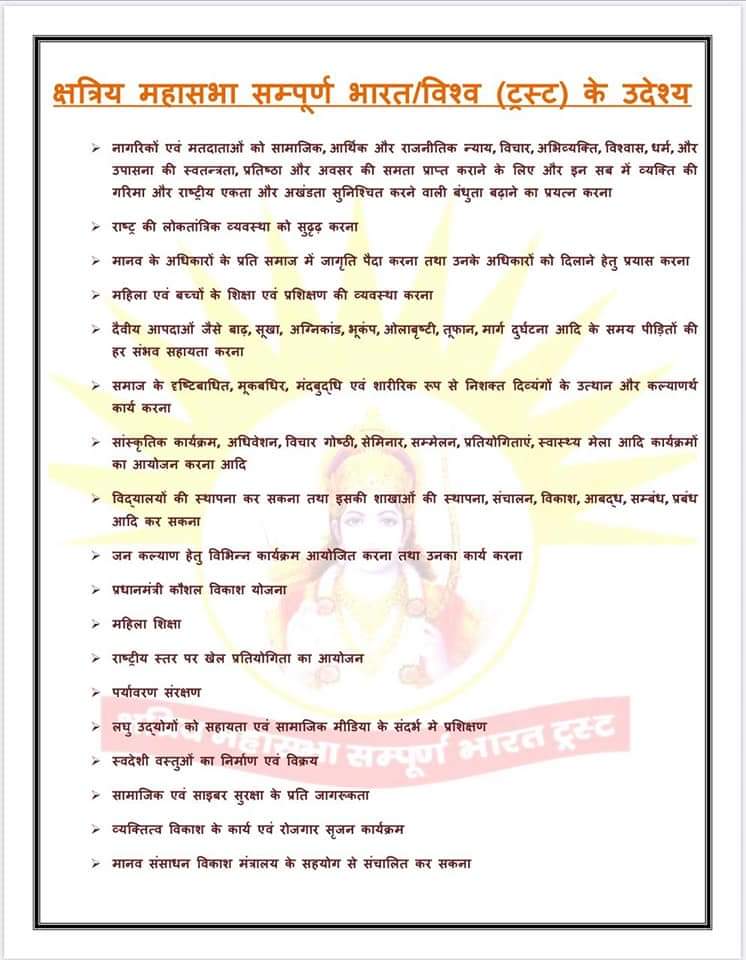 क्षत्रिय महासभा सम्पूर्ण भारत/विश्व (ट्रस्ट) के उदेश्य
➢ नागरिकों एवं मतदाताओं को सामाजिक, आर्थिक और राजनीतिक न्याय, विचार, अभिव्यक्ति, विश्वास, धर्म, और
उपासना की स्वतन्त्रता, प्रतिष्ठा और अवसर की समता प्राप्त कराने के लिए और इन सब में व्यक्ति की
गरिमा और राष्ट्रीय एकता और अखंडता सुनिश्चित करने वाली बंधुता बढ़ाने का प्रयत्न करना
➢ राष्ट्र की लोकतांत्रिक व्यवस्था को सुढ़ृढ़ करना
➢ मानव के अधिकारों के प्रति समाज में जागृति पैदा करना तथा उनके अधिकारों को दिलाने हेतु प्रयास करना
➢ महिला एवं बच्चों के शिक्षा एवं प्रशिक्षण की व्यवस्था करना
➢ दैवीय आपदाओं जैसे बाढ़, सूखा, अग्निकांड, भूकंप, ओलाबृष्टी, तूफान, मार्ग दुर्घटना आदि के समय पीड़ितों की
हर संभव सहायता करना
➢ समाज के दृष्टिबाधित, मूकबधिर, मंदबुद्धि एवं शारीरिक रूप से निशक्त दिव्यंगों के उत्थान और कल्याणर्थ
कार्य करना
➢ सांस्कृतिक कार्यक्रम, अधिवेशन, विचार गोष्ठी, सेमिनार, सम्मेलन, प्रतियोगिताएं, स्वास्थ्य मेला आदि कार्यक्रमों
का आयोजन करना आदि
➢ विद्यालयों की स्थापना कर सकना तथा इसकी शाखाओं की स्थापना, संचालन, विकाश, आबद्ध, सम्बंध, प्रबंध
आदि कर सकना
➢ जन कल्याण हेतु विभिन्न कार्यक्रम आयोजित करना तथा उनका कार्य करना
➢ प्रधानमंत्री कौशल विकाश योजना
➢ महिला शिक्षा
➢ राष्ट्रीय स्तर पर खेल प्रतियोगिता का आयोजन
➢ पर्यावरण संरक्षण
➢ लघु उद्योगों को सहायता एवं सामाजिक मीडिया के संदर्भ मे प्रशिक्षण
क्षत्रिय महासभा सम्पूर्ण भारत ट्रस्ट
➢ स्वदेशी वस्तुओं का निर्माण एवं विक्रय
➢ सामाजिक एवं साइबर सुरक्षा के प्रति जागरूकता
➢ व्यक्तित्व विकाश के कार्य एवं रोजगार सृजन कार्यक्रम
➢ मानव संसाधन विकाश मंत्रालय के सहयोग से संचालित कर सकना